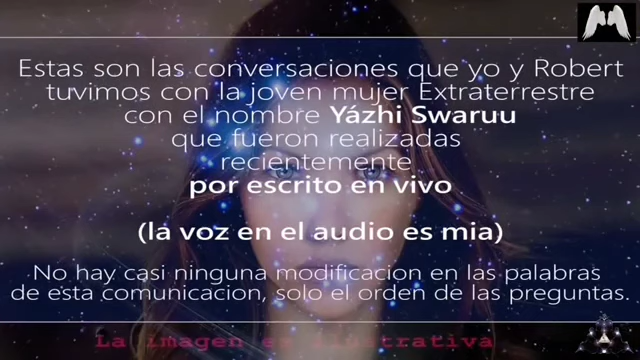 Estas son las conversaciones que yo y Robert
tuvimos con la joven mujer Extraterrestre
con el nombre Yázhi Swaruu
que fueron realizadas
recientemente
por escrito en vivo
(la voz en el audio es mia)
No hay casi ninguna modificacion en las palabras
de esta comunicacion, solo el orden de las preguntas.
La imagen es ilustrativa